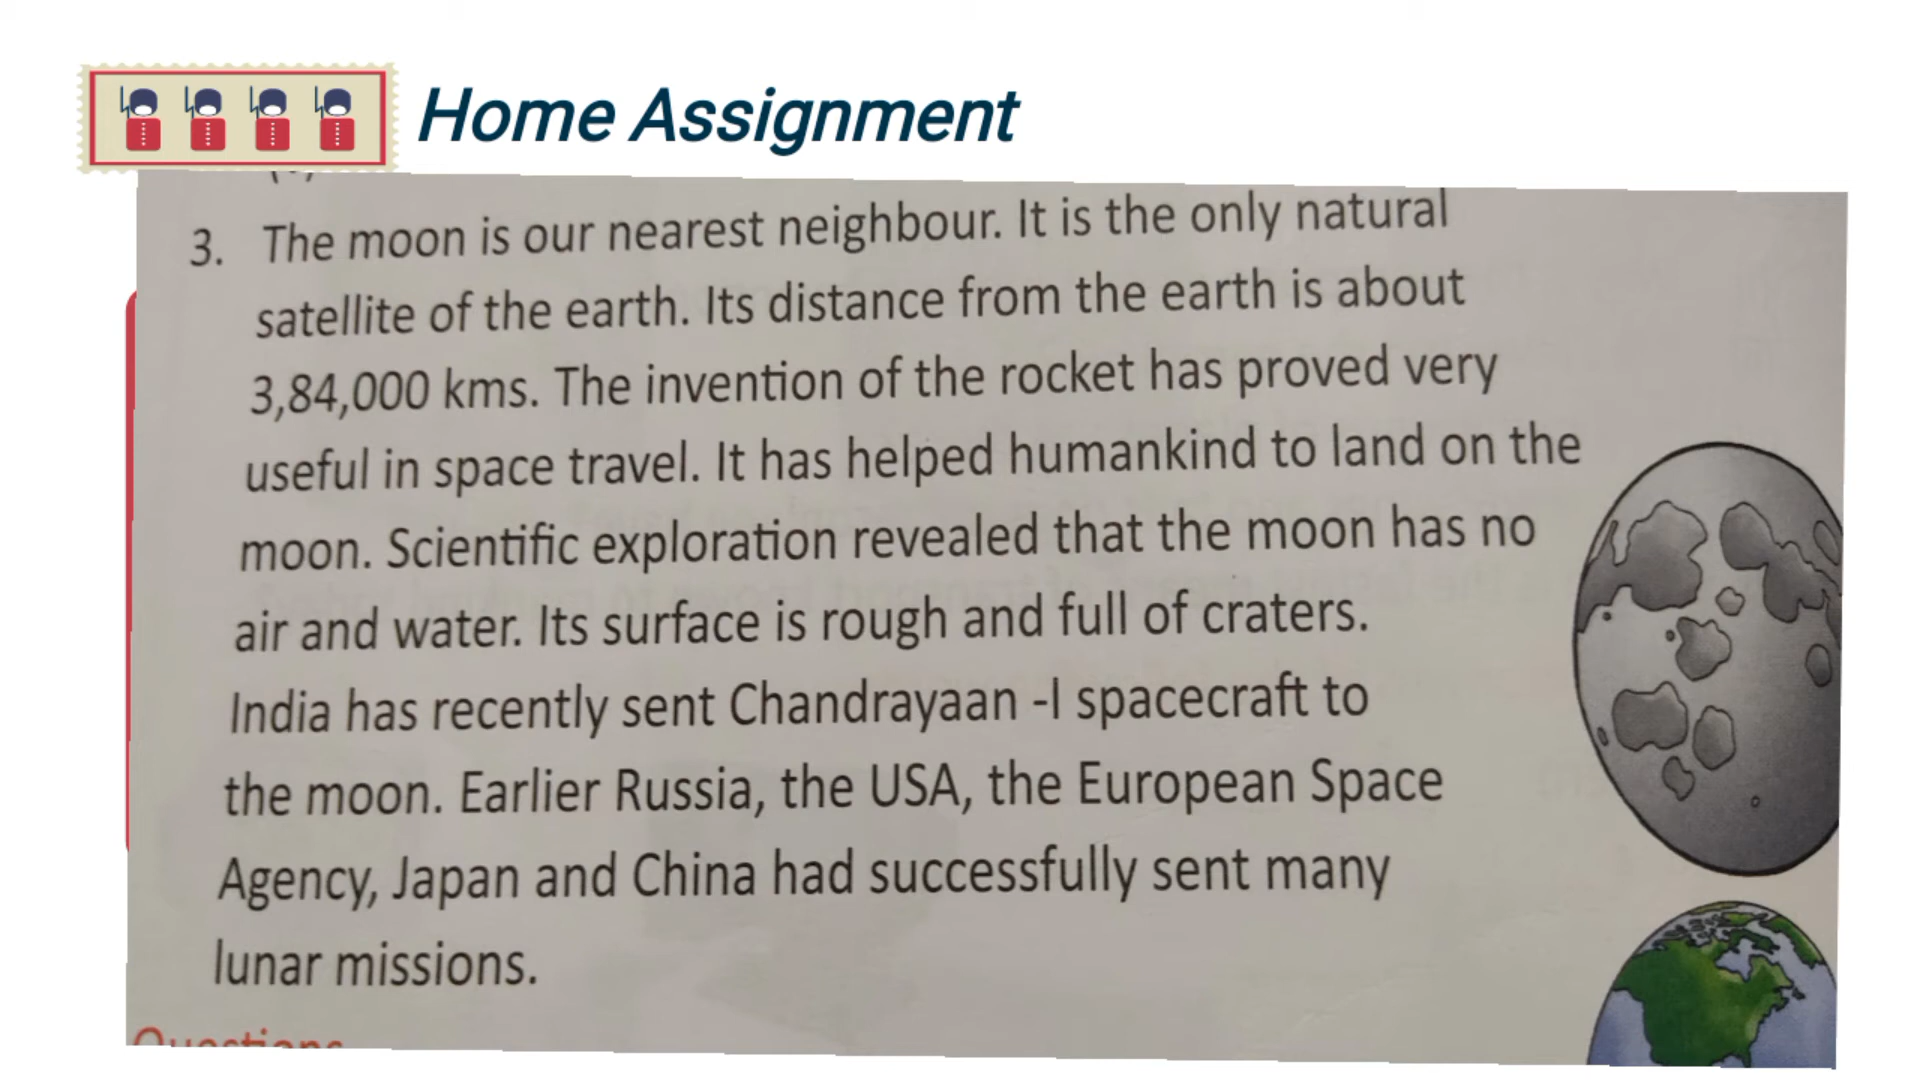 Home Assignment
3. The moon is our nearest neighbour. It is the only natural
satellite of the earth. Its distance from the earth is about
3,84,000 kms. The invention of the rocket has proved very
useful in space travel. It has helped humankind to land on the
moon. Scientific exploration revealed that the moon has no
air and water. Its surface is rough and full of craters.
India has recently sent Chandrayaan -I spacecraft to
the moon. Earlier Russia, the USA, the European Space
Agency, Japan and China had successfully sent many
lunar missions.
Questions